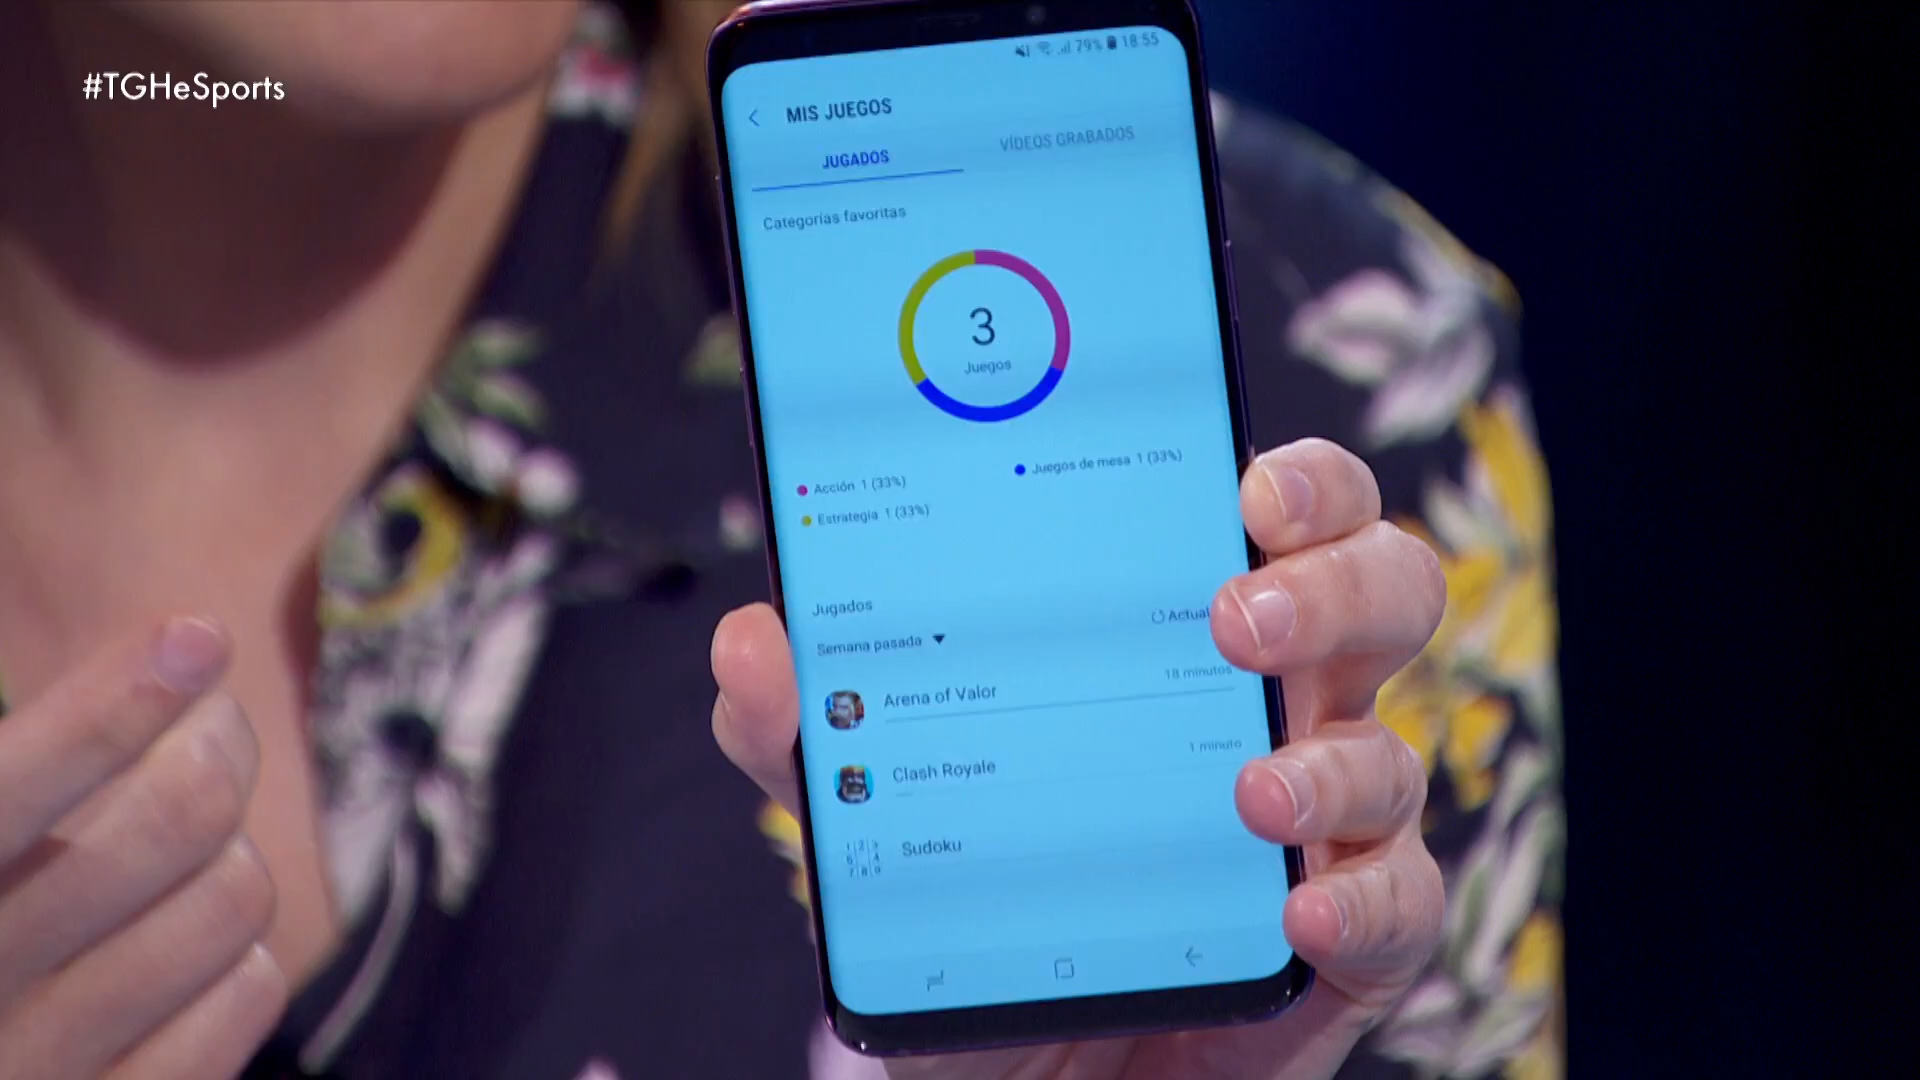 #TGHeSports
79% 18:55
MIS JUEGOS
JUGADOS
VÍDEOS GRABADOS
Categorías favoritas
3
Juegos
Acción 1 (33%)
Juegos de mesa 1 (33%)
Estrategia 1 (33%)
Jugados
Actual
Semana pasada
18 minutos
Arena of Valor
1 minuto
Clash Royale
Sudoku